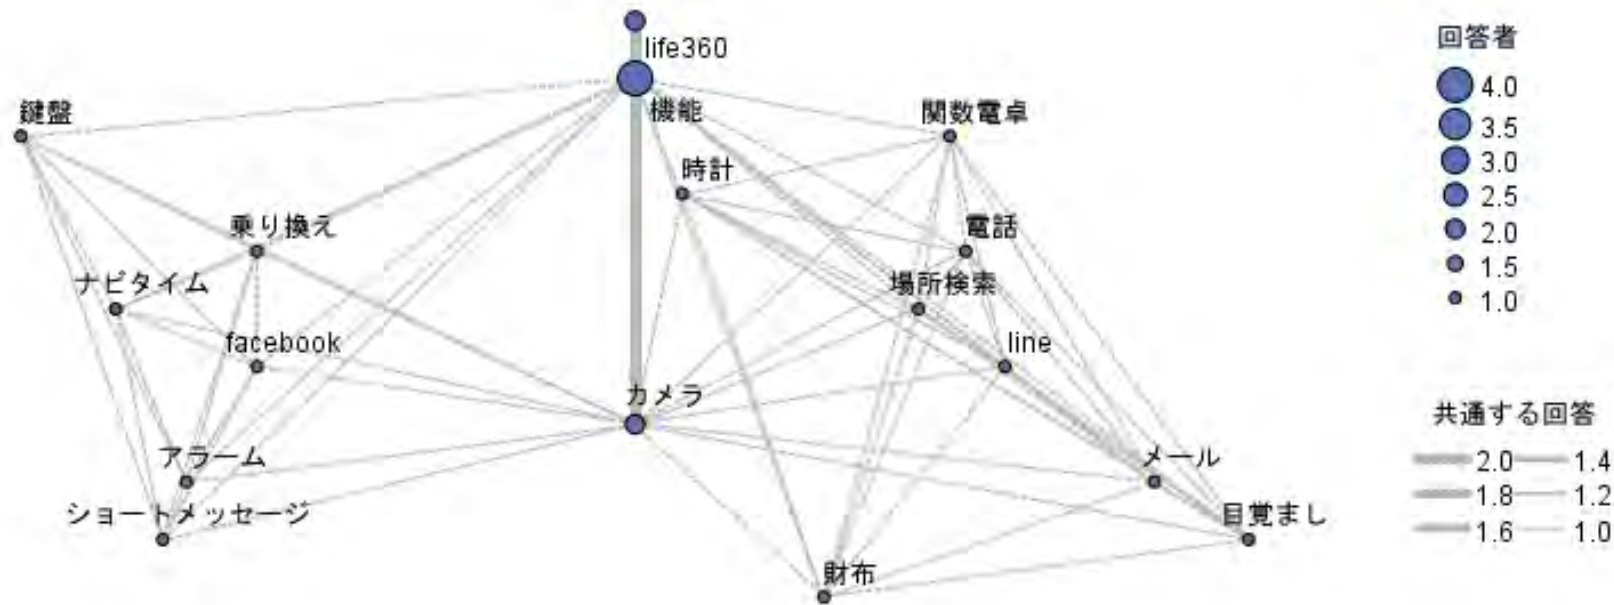 life360
機能
鍵盤
関数電卓
時計
乗り換え
電話
ナビタイム
場所検索
facebook
line
カメラ
アラーム
メール
ショートメッセージ
目覚まし
財布
回答者
4.0
3.5
3.0
2.5
2.0
1.5
1.0
共通する回答
2.0 1.4
1.8 1.2
1.6 1.0